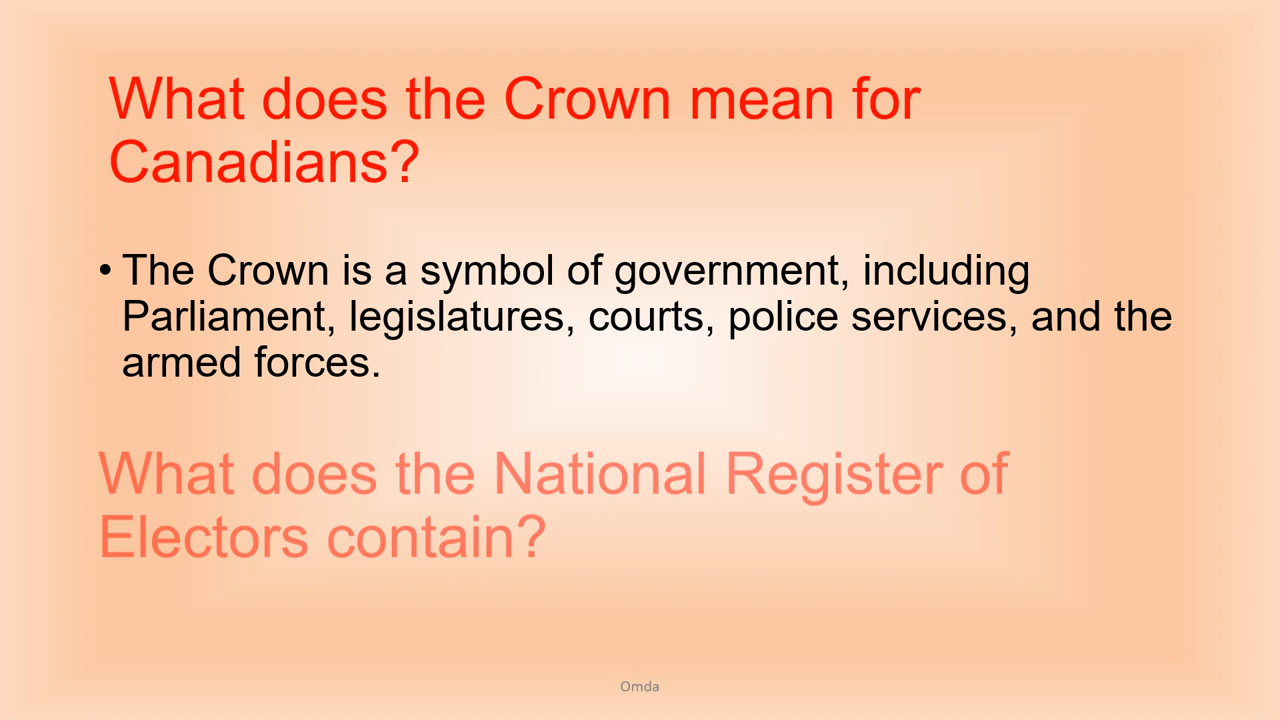 What does the Crown mean for
Canadians?
• The Crown is a symbol of government, including
Parliament, legislatures, courts, police services, and the
armed forces.
What does the National Register of
Electors contain?
Omda